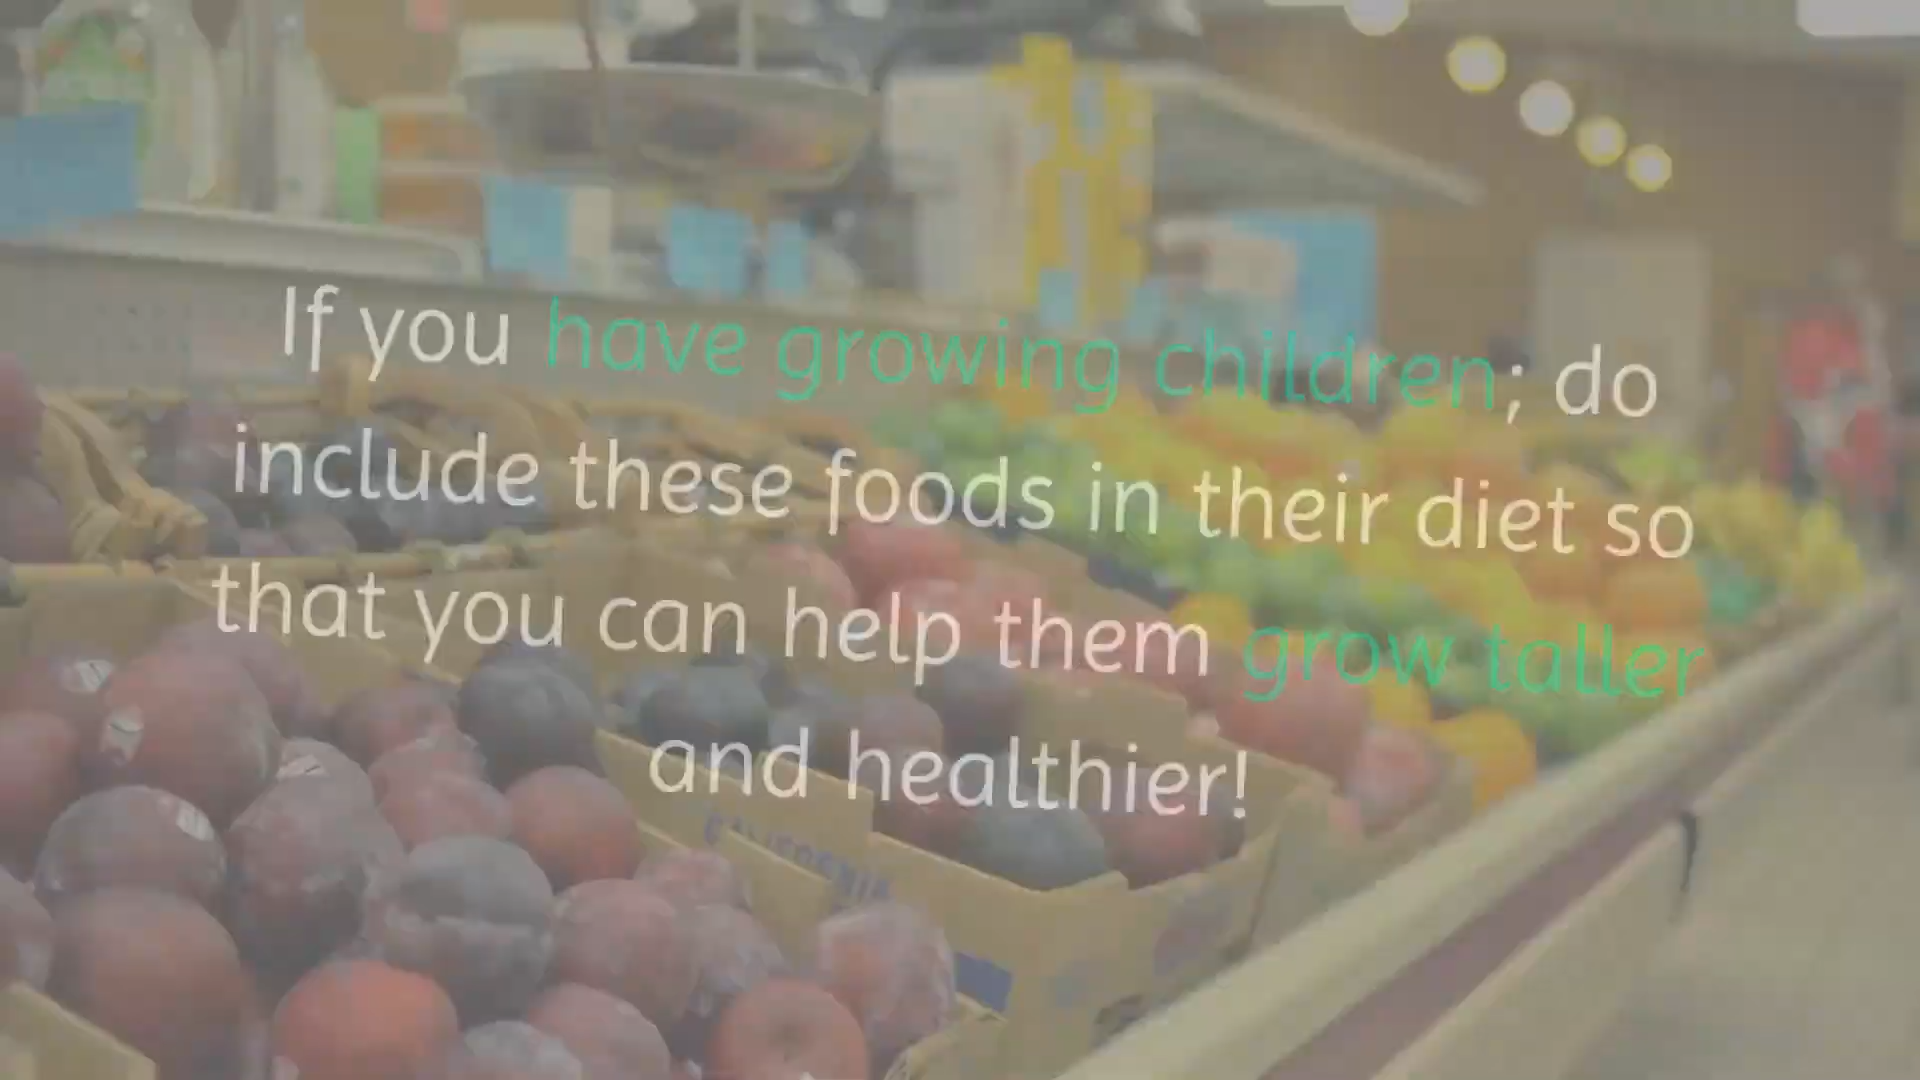 If you have growing children; do
include these foods in their diet so
that you can help them grow taller
and healthier!